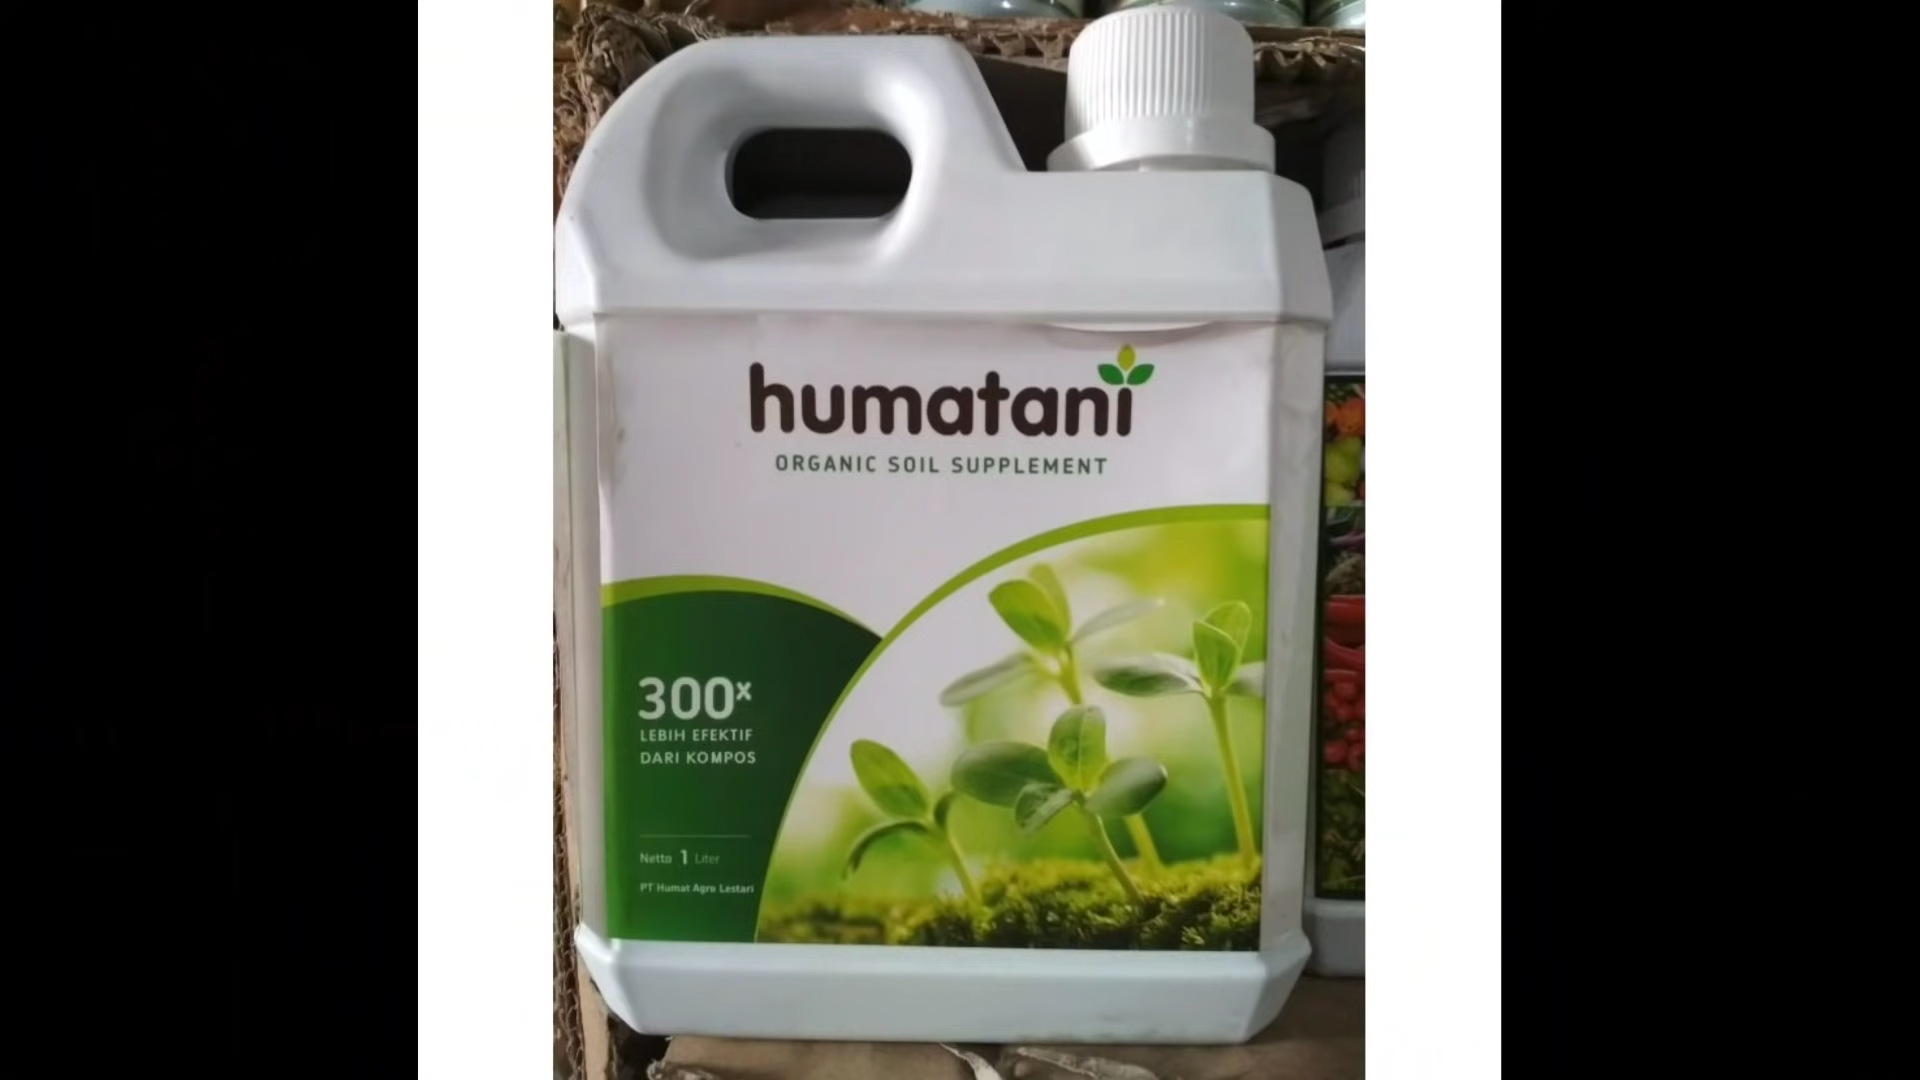 humatani
ORGANIC SOIL SUPPLEMENT
300x
LEBIH EFEKTIF
DARI KOMPOS
Netto 1 Liter
PT Humat Agro Lestari